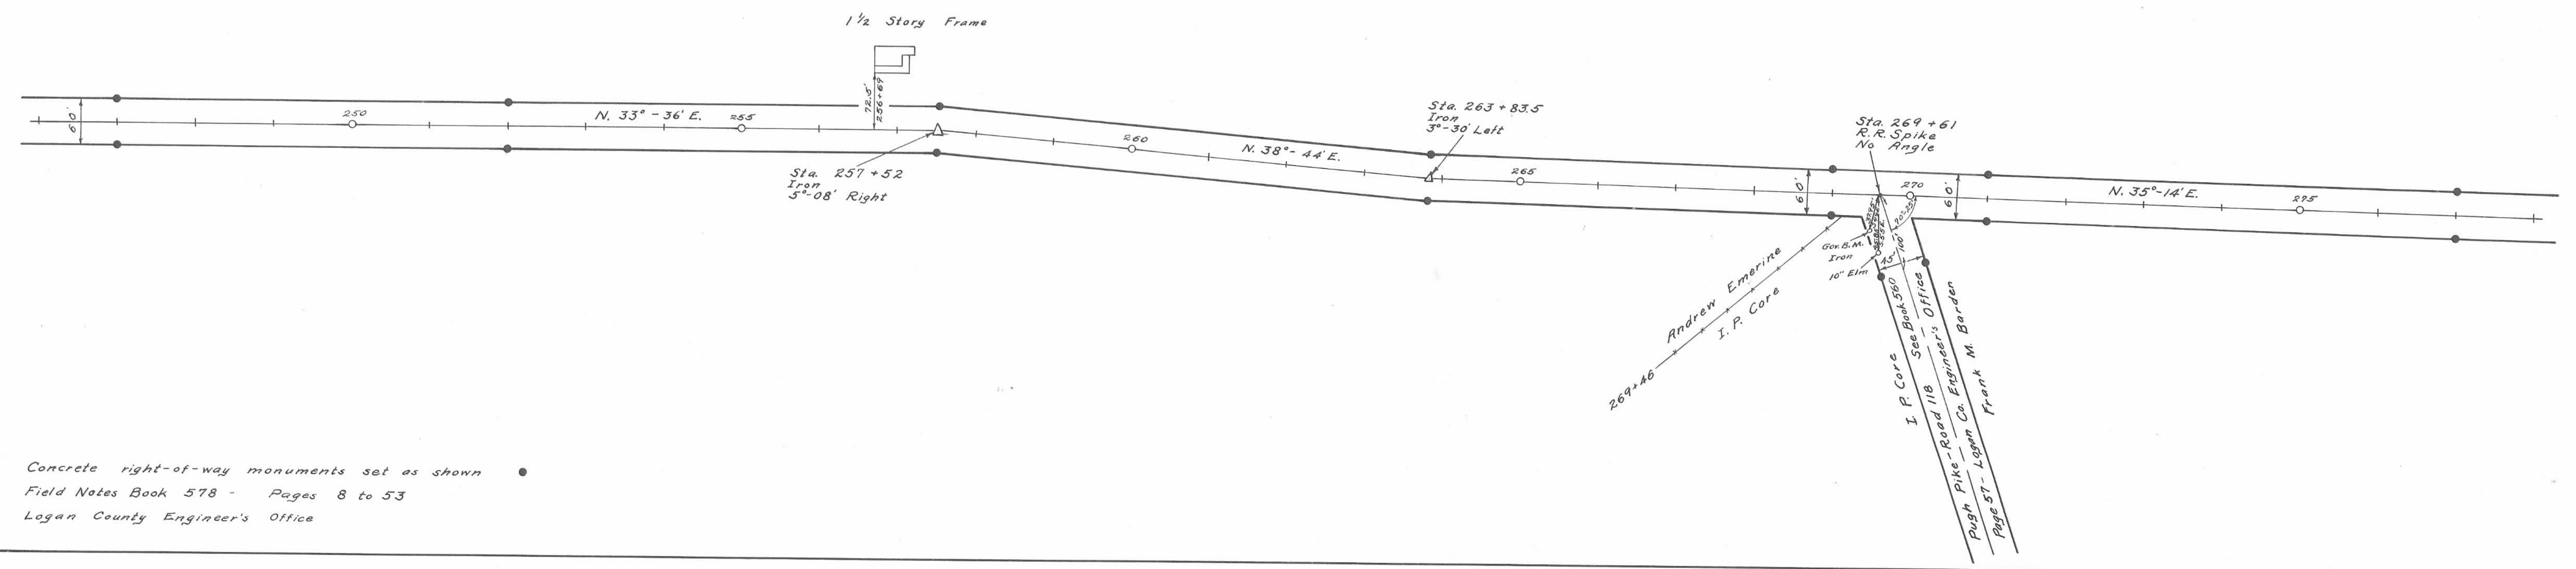 1 1/2 Story Frame
72.5'
256+69
60'
250
N. 33° - 36' E.
255
Sta. 257 + 52
Iron
5°-08' Right
260
N. 38° - 44' E.
Sta. 263 + 83.5
Iron
3°-30' Left
265
60'
Sta. 269 + 61
R.R. Spike
No Angle
270
60'
N. 35°-14' E.
275
Gov. B.M.
Iron
10" Elm
45'
100'
Andrew Emerine
I. P. Core
269+46
I. P. Core
See Book 560
Pugh Pike - Road 118
Page 57 - Logan Co. Engineer's Office
Frank M. Barden
Concrete right-of-way monuments set as shown
Field Notes Book 578 - Pages 8 to 53
Logan County Engineer's Office